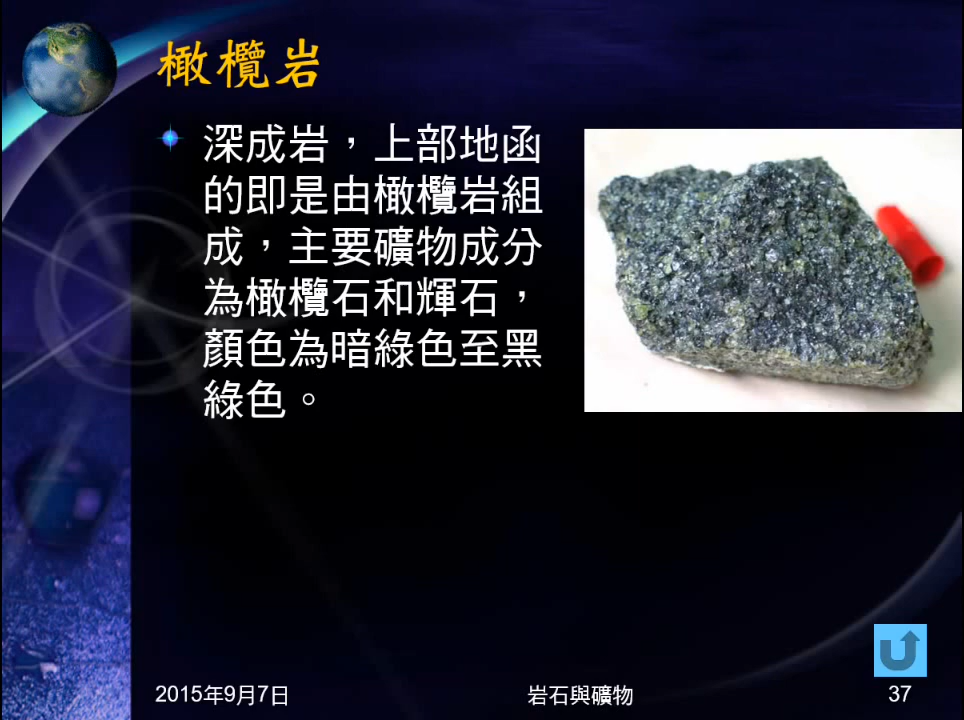 橄欖岩
深成岩，上部地函
的即是由橄欖岩組
成，主要礦物成分
為橄欖石和輝石，
顏色為暗綠色至黑
綠色。
2015年9月7日
岩石與礦物
37